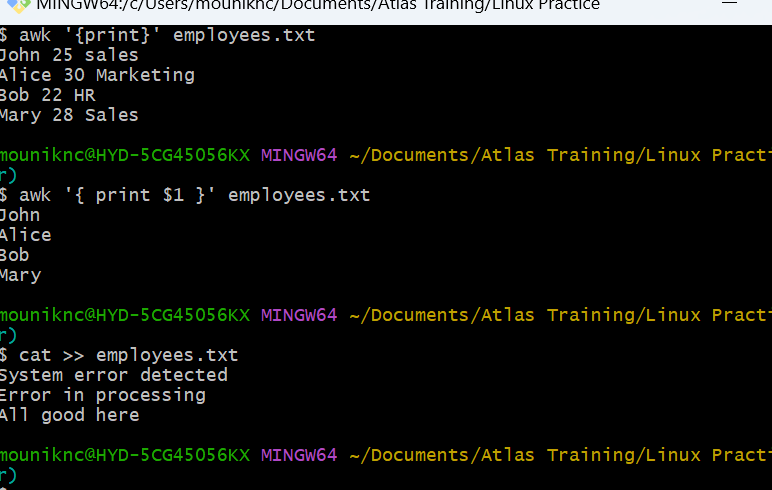 MINGW64:/c/Users/mouniknc/Documents/Atlas Training/Linux Practice
$ awk '{print}' employees.txt
John 25 sales
Alice 30 Marketing
Bob 22 HR
Mary 28 Sales
mouniknc@HYD-5CG45056KX MINGW64 ~/Documents/Atlas Training/Linux Practi
r)
$ awk '{ print $1 }' employees.txt
John
Alice
Bob
Mary
mouniknc@HYD-5CG45056KX MINGW64 ~/Documents/Atlas Training/Linux Practi
r)
$ cat >> employees.txt
System error detected
Error in processing
All good here
mouniknc@HYD-5CG45056KX MINGW64 ~/Documents/Atlas Training/Linux Practi
r)